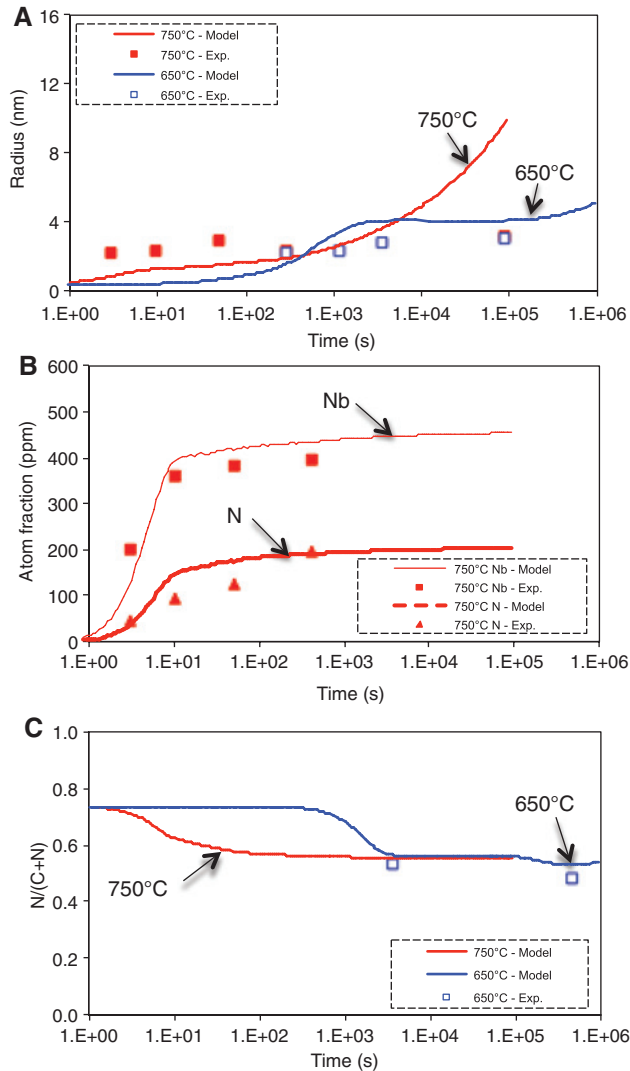 A
16
12
8
4
0
Radius (nm)
750°C - Model
750°C - Exp.
650°C - Model
650°C - Exp.
750°C
650°C
1.E+00 1.E+01 1.E+02 1.E+03 1.E+04 1.E+05 1.E+06
Time (s)
B
600
500
400
300
200
100
0
Atom fraction (ppm)
Nb
N
750°C Nb - Model
750°C Nb - Exp.
750°C N - Model
750°C N - Exp.
1.E+00 1.E+01 1.E+02 1.E+03 1.E+04 1.E+05 1.E+06
Time (s)
C
1.0
0.8
0.6
0.4
0.2
0.0
N/(C+N)
650°C
750°C
750°C - Model
650°C - Model
650°C - Exp.
1.E+00 1.E+01 1.E+02 1.E+03 1.E+04 1.E+05 1.E+06
Time (s)